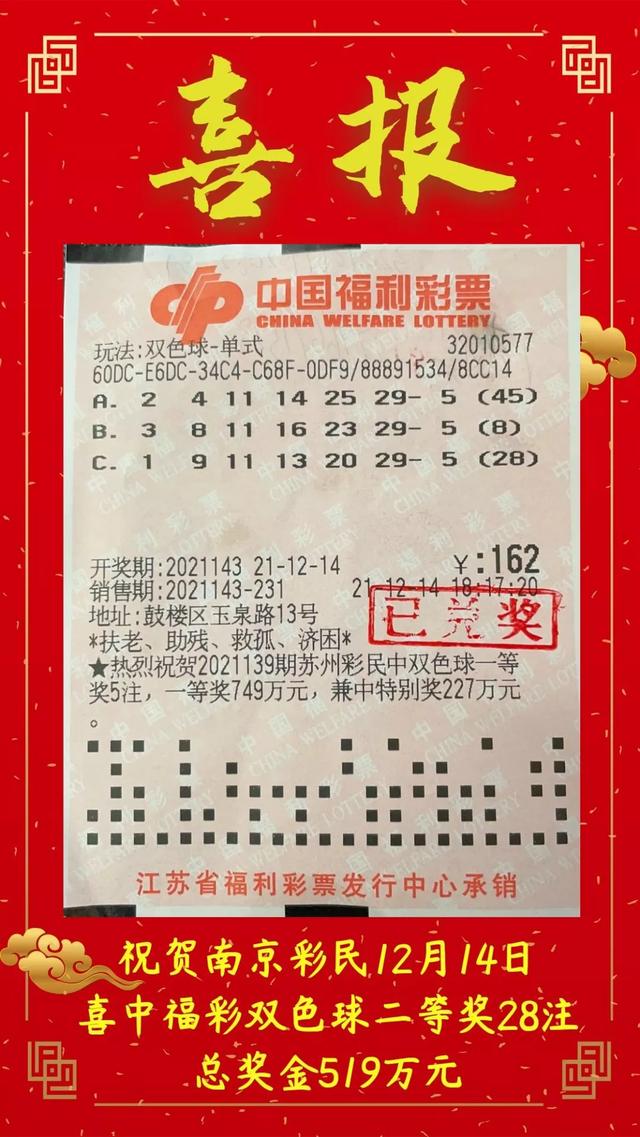 喜报
中国福利彩票
CHINA WELFARE LOTTERY
玩法:双色球-单式 32010577
60DC-E6DC-34C4-C68F-0DF9/88891534/8CC14
A. 2 4 11 14 25 29- 5 (45)
B. 3 8 11 16 23 29- 5 (8)
C. 1 9 11 13 20 29- 5 (28)
开奖期:2021143 21-12-14 ￥:162
销售期:2021143-231 21-12-14 18:17:20
地址:鼓楼区玉泉路13号
已兑奖
*扶老、助残、救孤、济困*
★热烈祝贺2021139期苏州彩民中双色球一等
奖5注，一等奖749万元，兼中特别奖227万元
。
江苏省福利彩票发行中心承销
祝贺南京彩民12月14日
喜中福彩双色球二等奖28注
总奖金519万元